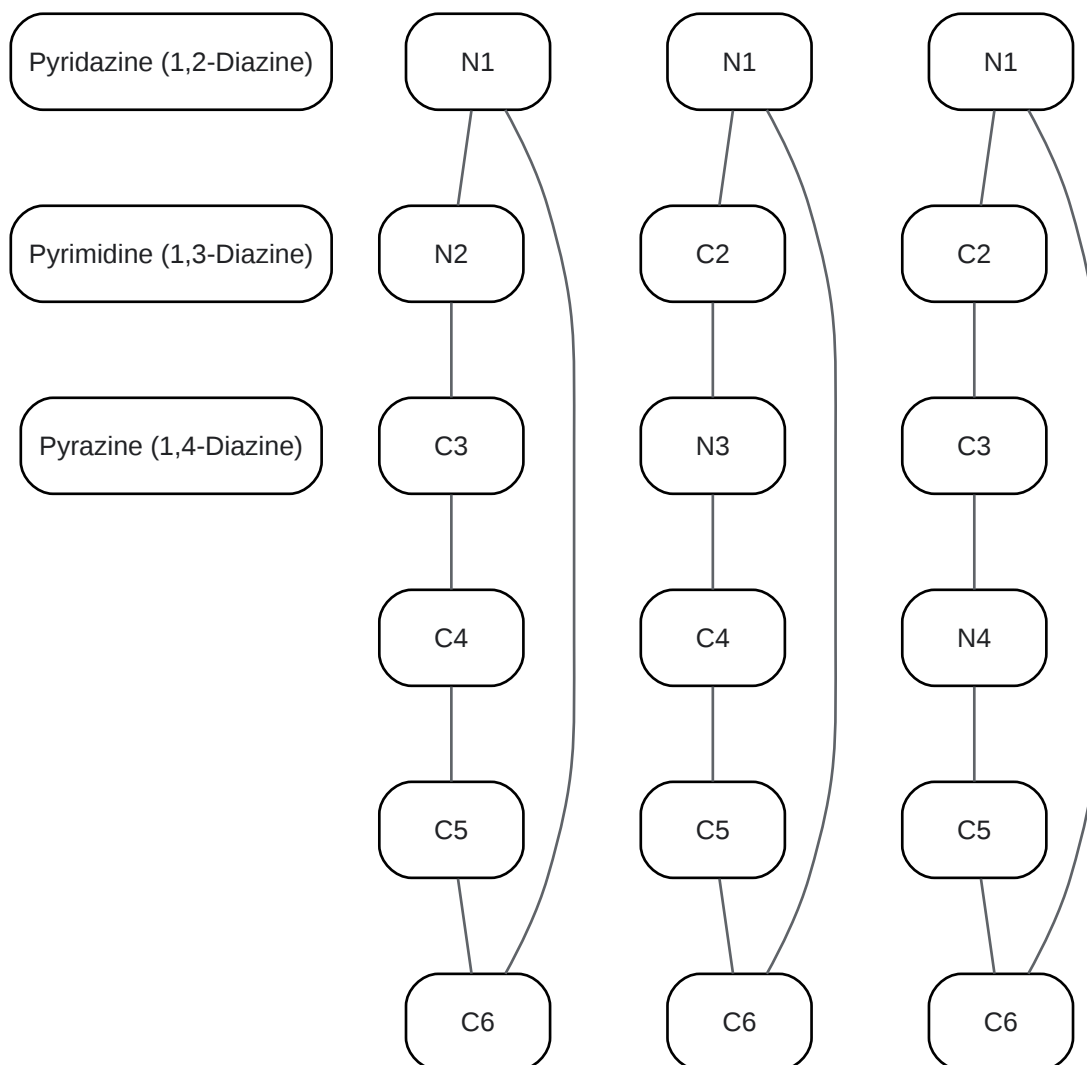 Pyridazine (1,2-Diazine)
N1
N1
N1
Pyrimidine (1,3-Diazine)
N2
C2
C2
Pyrazine (1,4-Diazine)
C3
N3
C3
C4
C4
N4
C5
C5
C5
C6
C6
C6